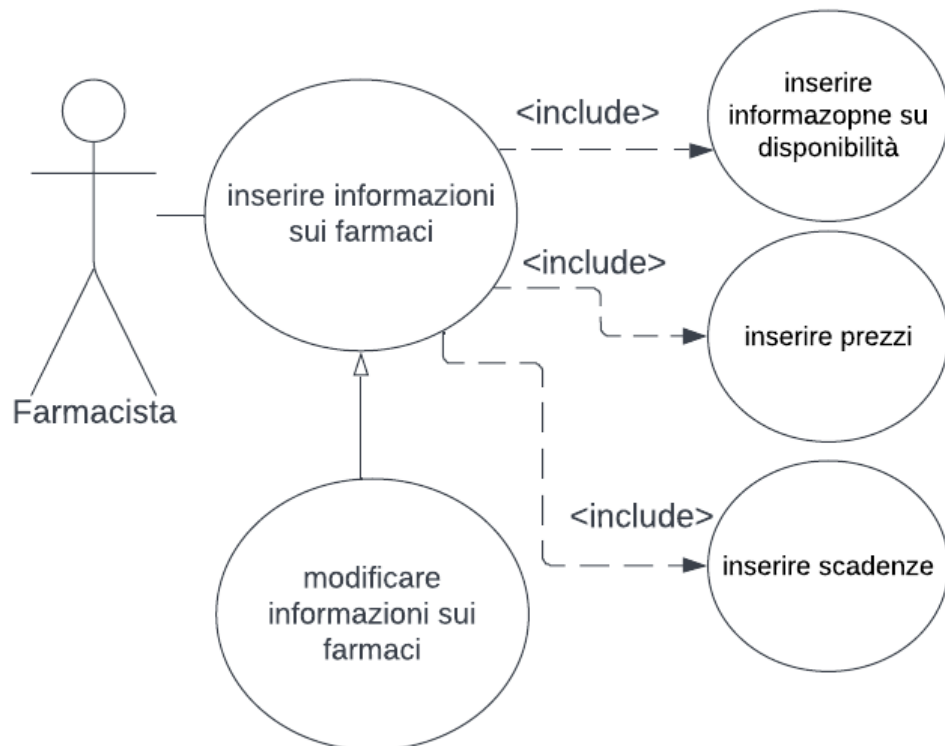 Farmacista
inserire informazioni
sui farmaci
modificare
informazioni sui
farmaci
<include>
inserire
informazopne su
disponibilità
<include>
inserire prezzi
<include>
inserire scadenze